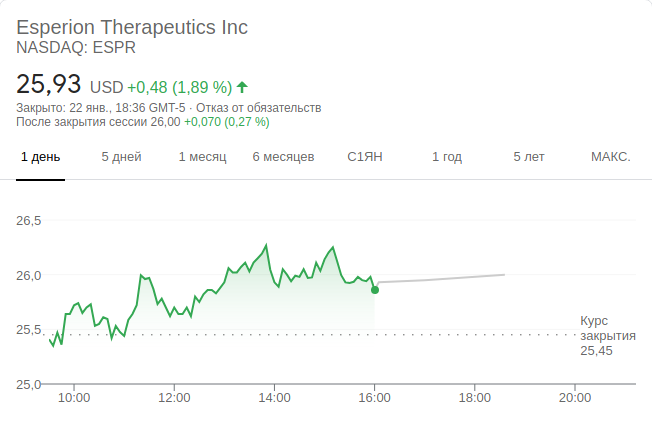 Esperion Therapeutics Inc
NASDAQ: ESPR
25,93 USD +0,48 (1,89 %)
Закрыто: 22 янв., 18:36 GMT-5 · Отказ от обязательств
После закрытия сессии 26,00 +0,070 (0,27 %)
1 день 5 дней 1 месяц 6 месяцев С1ЯН 1 год 5 лет МАКС.
26,5
26,0
25,5
Курс
закрытия
25,45
25,0
10:00 12:00 14:00 16:00 18:00 20:00